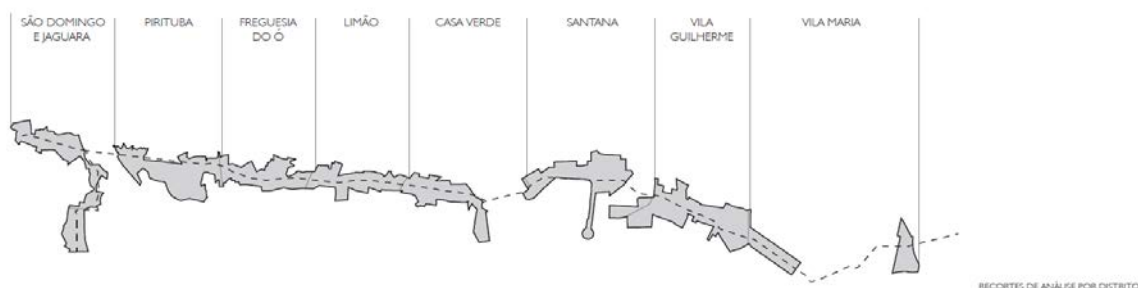 SÃO DOMINGO
E JAGUARA
PIRITUBA
FREGUESIA
DO Ó
LIMÃO
CASA VERDE
SANTANA
VILA
GUILHERME
VILA MARIA
RECORTES DE ANÁLISE POR DISTRITO